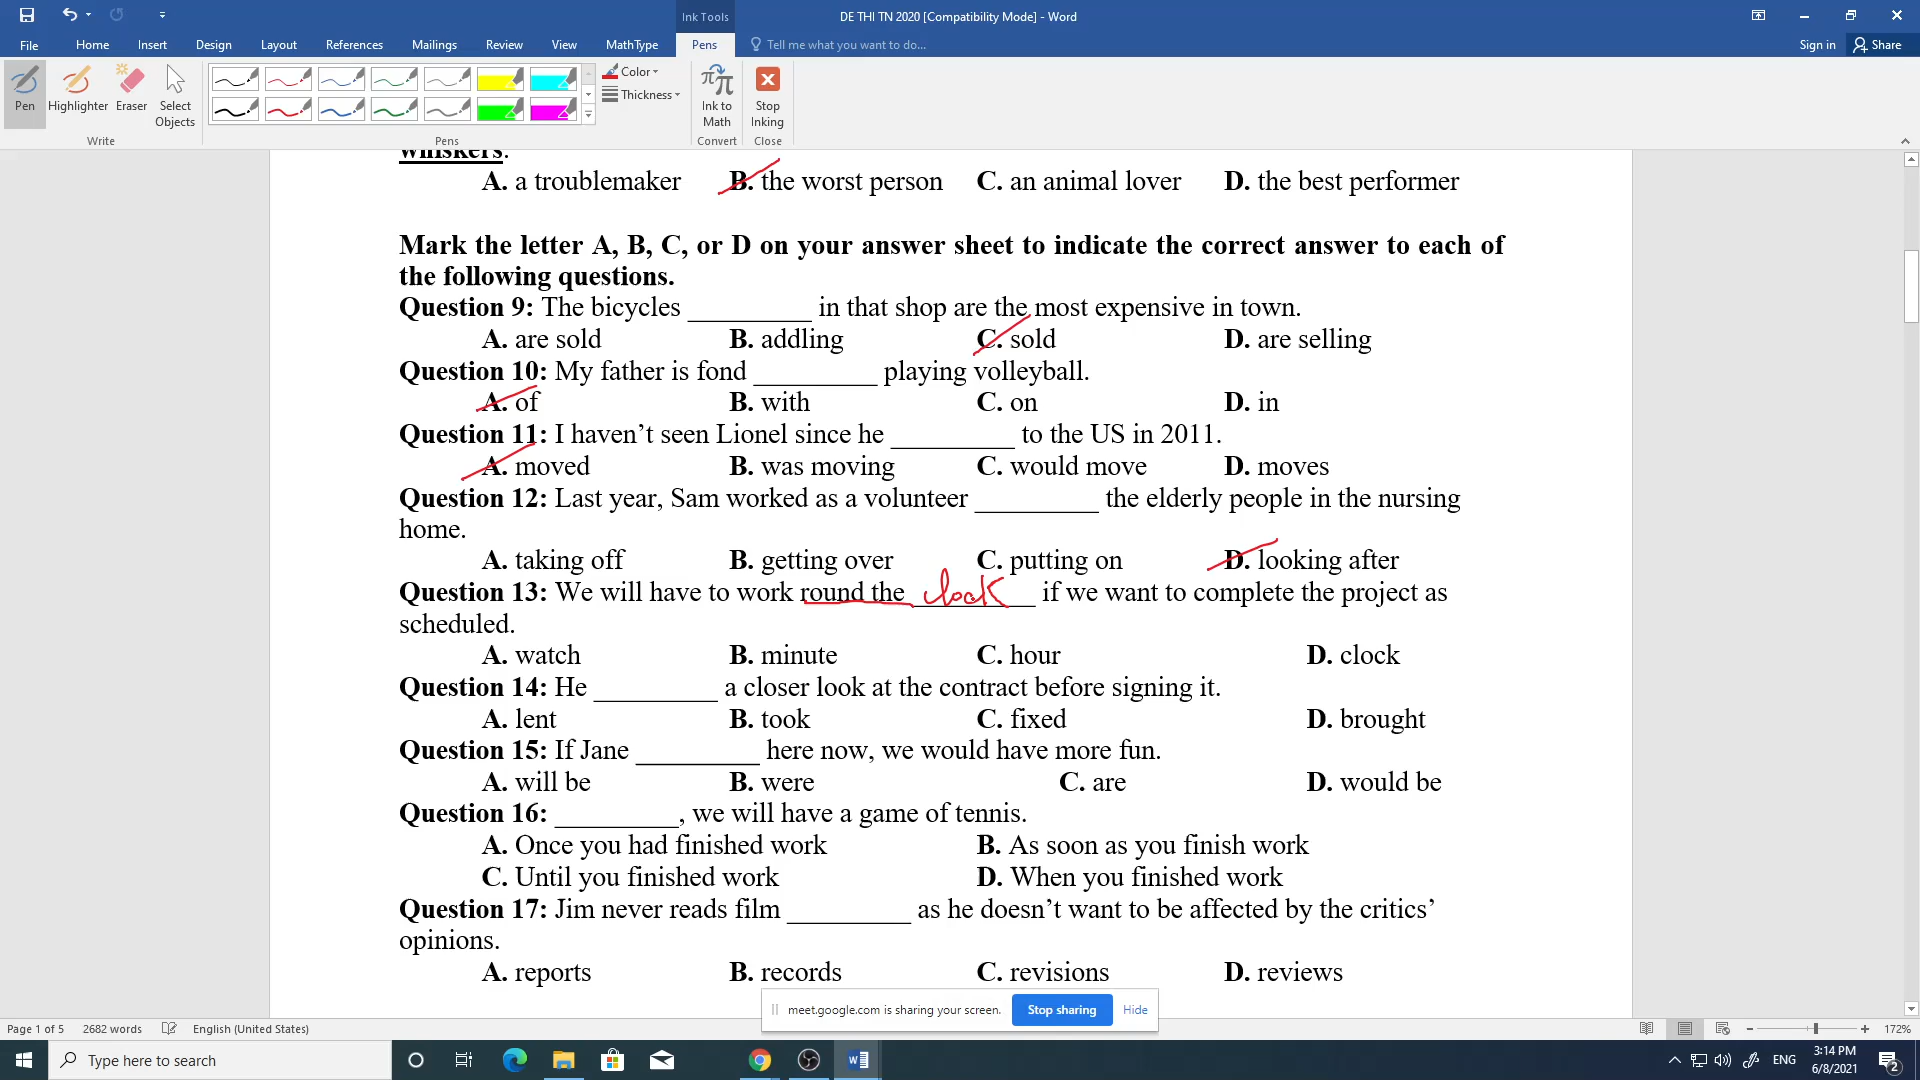 Ink Tools
DE THI TN 2020 [Compatibility Mode] - Word
File Home Insert Design Layout References Mailings Review View MathType Pens Tell me what you want to do... Sign in Share
Pen Highlighter Eraser Select Objects
Color
Thickness
Ink to Math
Stop Inking
Write Pens Convert Close
whiskers.
A. a troublemaker B. the worst person C. an animal lover D. the best performer
Mark the letter A, B, C, or D on your answer sheet to indicate the correct answer to each of
the following questions.
Question 9: The bicycles _________ in that shop are the most expensive in town.
A. are sold B. addling C. sold D. are selling
Question 10: My father is fond _________ playing volleyball.
A. of B. with C. on D. in
Question 11: I haven’t seen Lionel since he _________ to the US in 2011.
A. moved B. was moving C. would move D. moves
Question 12: Last year, Sam worked as a volunteer _________ the elderly people in the nursing
home.
A. taking off B. getting over C. putting on D. looking after
Question 13: We will have to work round the clock if we want to complete the project as
scheduled.
A. watch B. minute C. hour D. clock
Question 14: He _________ a closer look at the contract before signing it.
A. lent B. took C. fixed D. brought
Question 15: If Jane _________ here now, we would have more fun.
A. will be B. were C. are D. would be
Question 16: _________, we will have a game of tennis.
A. Once you had finished work B. As soon as you finish work
C. Until you finished work D. When you finished work
Question 17: Jim never reads film _________ as he doesn’t want to be affected by the critics’
opinions.
A. reports B. records C. revisions D. reviews
meet.google.com is sharing your screen. Stop sharing Hide
Page 1 of 5 2682 words English (United States) 172%
Type here to search
ENG
3:14 PM
6/8/2021
2